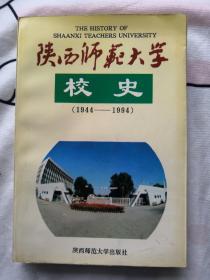 THE HISTORY OF
SHAANXI TEACHERS UNIVERSITY
陕西师范大学
校史
(1944——1994)
陕西师范大学出版社